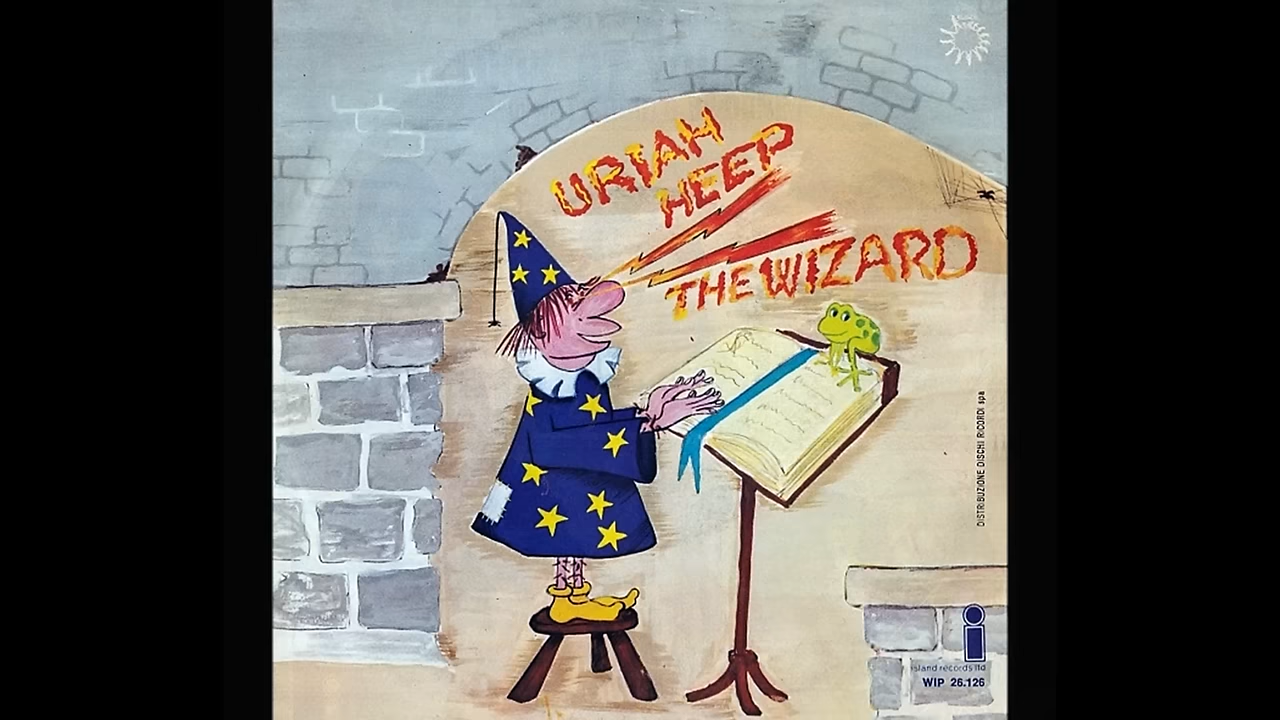 URIAH
HEEP
THE WIZARD
DISTRIBUZIONE DISCHI RICORDI spa
island records ltd
WIP 26.126